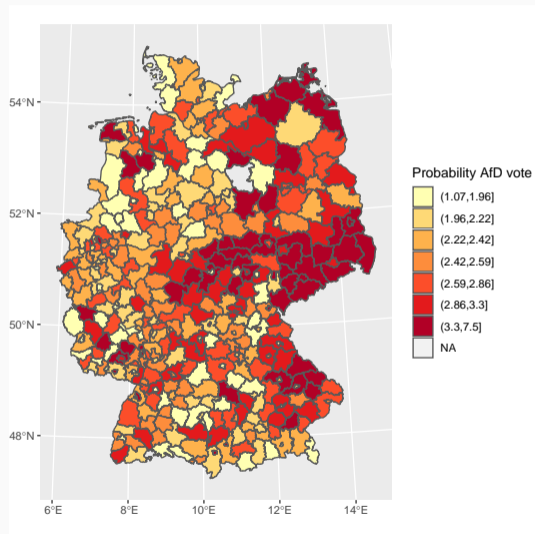 54°N
52°N
50°N
48°N
6°E
8°E
10°E
12°E
14°E
Probability AfD vote
(1.07,1.96]
(1.96,2.22]
(2.22,2.42]
(2.42,2.59]
(2.59,2.86]
(2.86,3.3]
(3.3,7.5]
NA